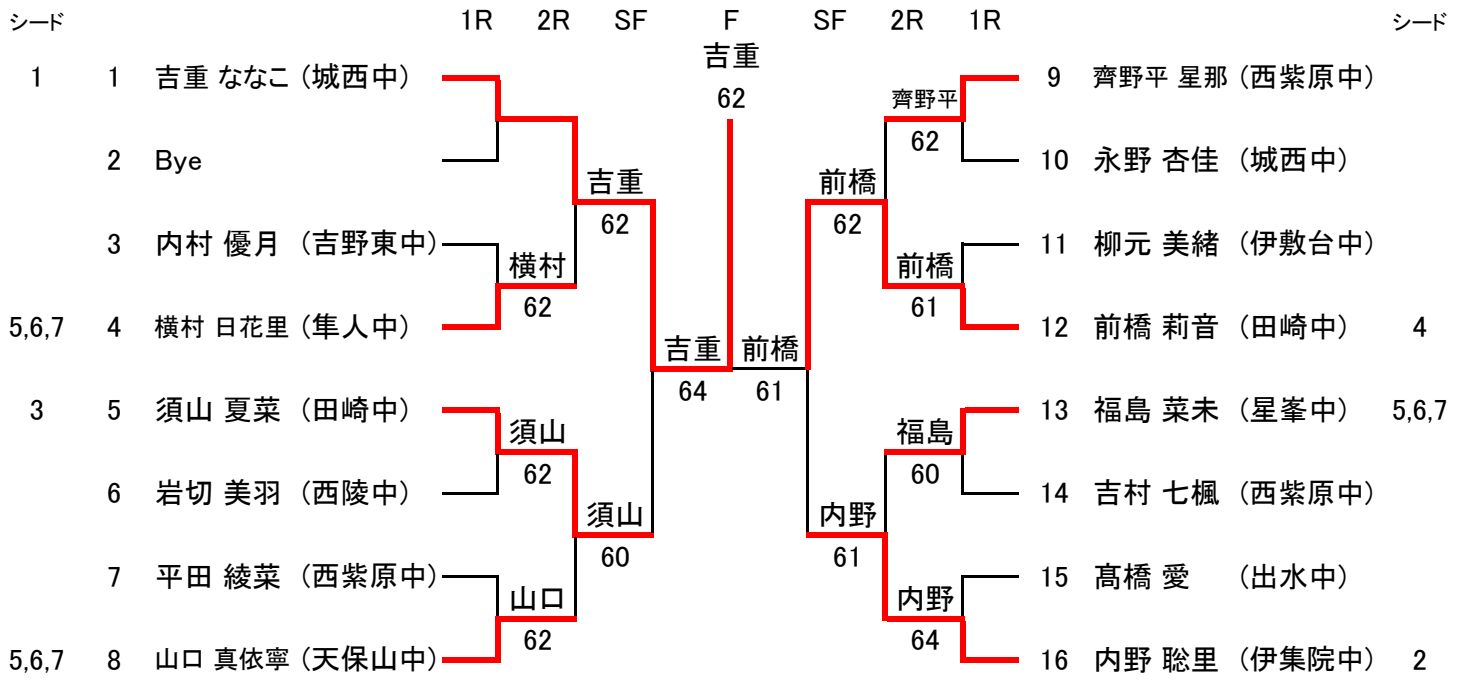 シード 1R 2R SF F SF 2R 1R シード
吉重
1 1 吉重 ななこ (城西中) 62 齊野平 9 齊野平 星那 (西紫原中)
62
2 Bye 10 永野 杏佳 (城西中)
吉重 前橋
62 62
3 内村 優月 (吉野東中) 11 柳元 美緒 (伊敷台中)
横村 前橋
62 61
5,6,7 4 横村 日花里 (隼人中) 12 前橋 莉音 (田崎中) 4
吉重 前橋
64 61
3 5 須山 夏菜 (田崎中) 13 福島 菜未 (星峯中) 5,6,7
須山 福島
62 60
6 岩切 美羽 (西陵中) 14 吉村 七楓 (西紫原中)
須山 内野
60 61
7 平田 綾菜 (西紫原中) 15 髙橋 愛 (出水中)
山口 内野
62 64
5,6,7 8 山口 真依寧 (天保山中) 16 内野 聡里 (伊集院中) 2